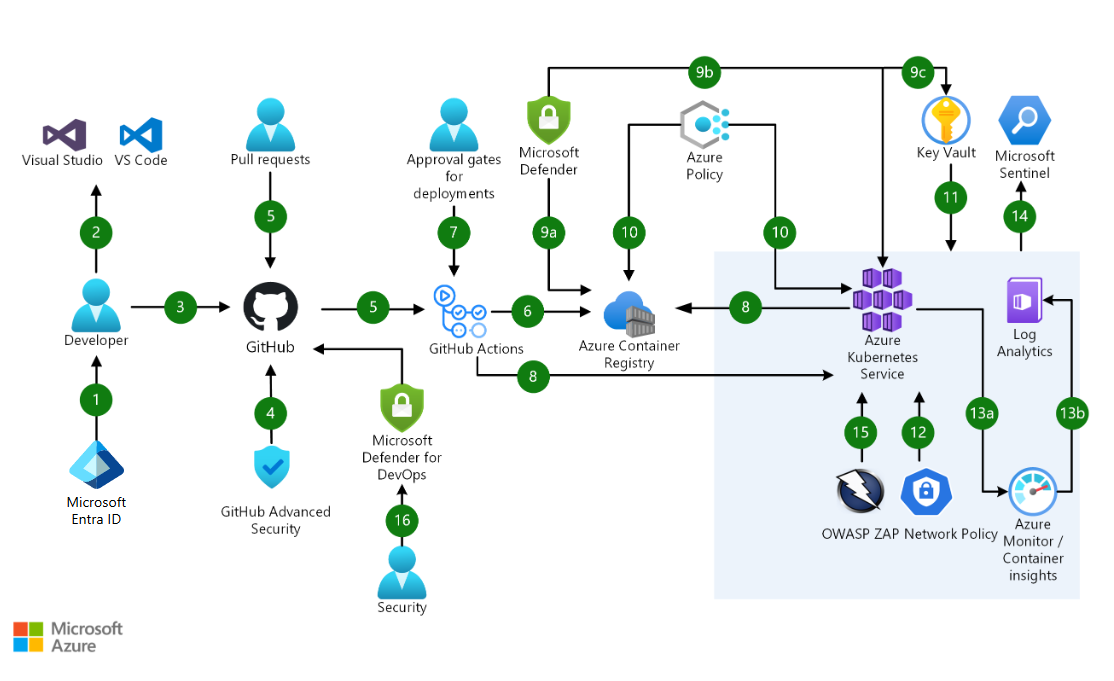 9b
9c
Visual Studio
VS Code
Pull requests
Approval gates
for
deployments
Microsoft
Defender
Azure
Policy
Key Vault
Microsoft
Sentinel
2
5
7
9a
10
10
11
14
3
5
6
8
8
Developer
GitHub
GitHub Actions
Azure Container
Registry
Azure
Kubernetes
Service
Log
Analytics
1
4
15
12
13a
13b
Microsoft
Entra ID
GitHub Advanced
Security
Microsoft
Defender for
DevOps
16
Security
OWASP ZAP
Network Policy
Azure
Monitor /
Container
insights
Microsoft
Azure